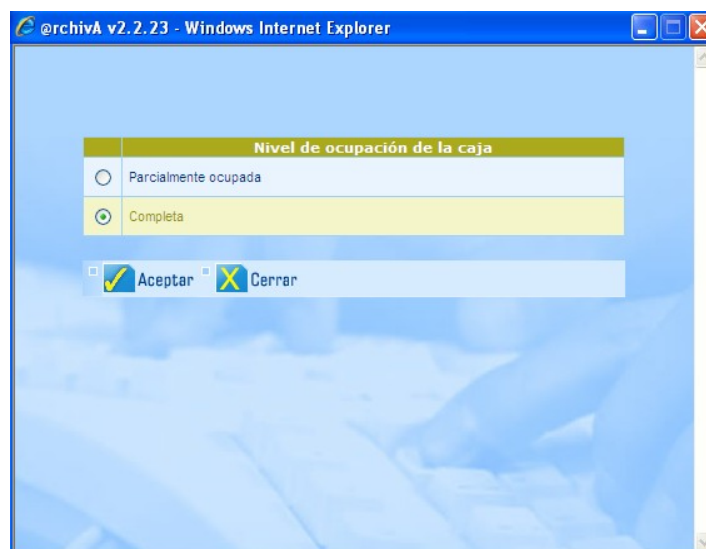 @rchivA v2.2.23 - Windows Internet Explorer
Nivel de ocupación de la caja
Parcialmente ocupada
Completa
Aceptar Cerrar